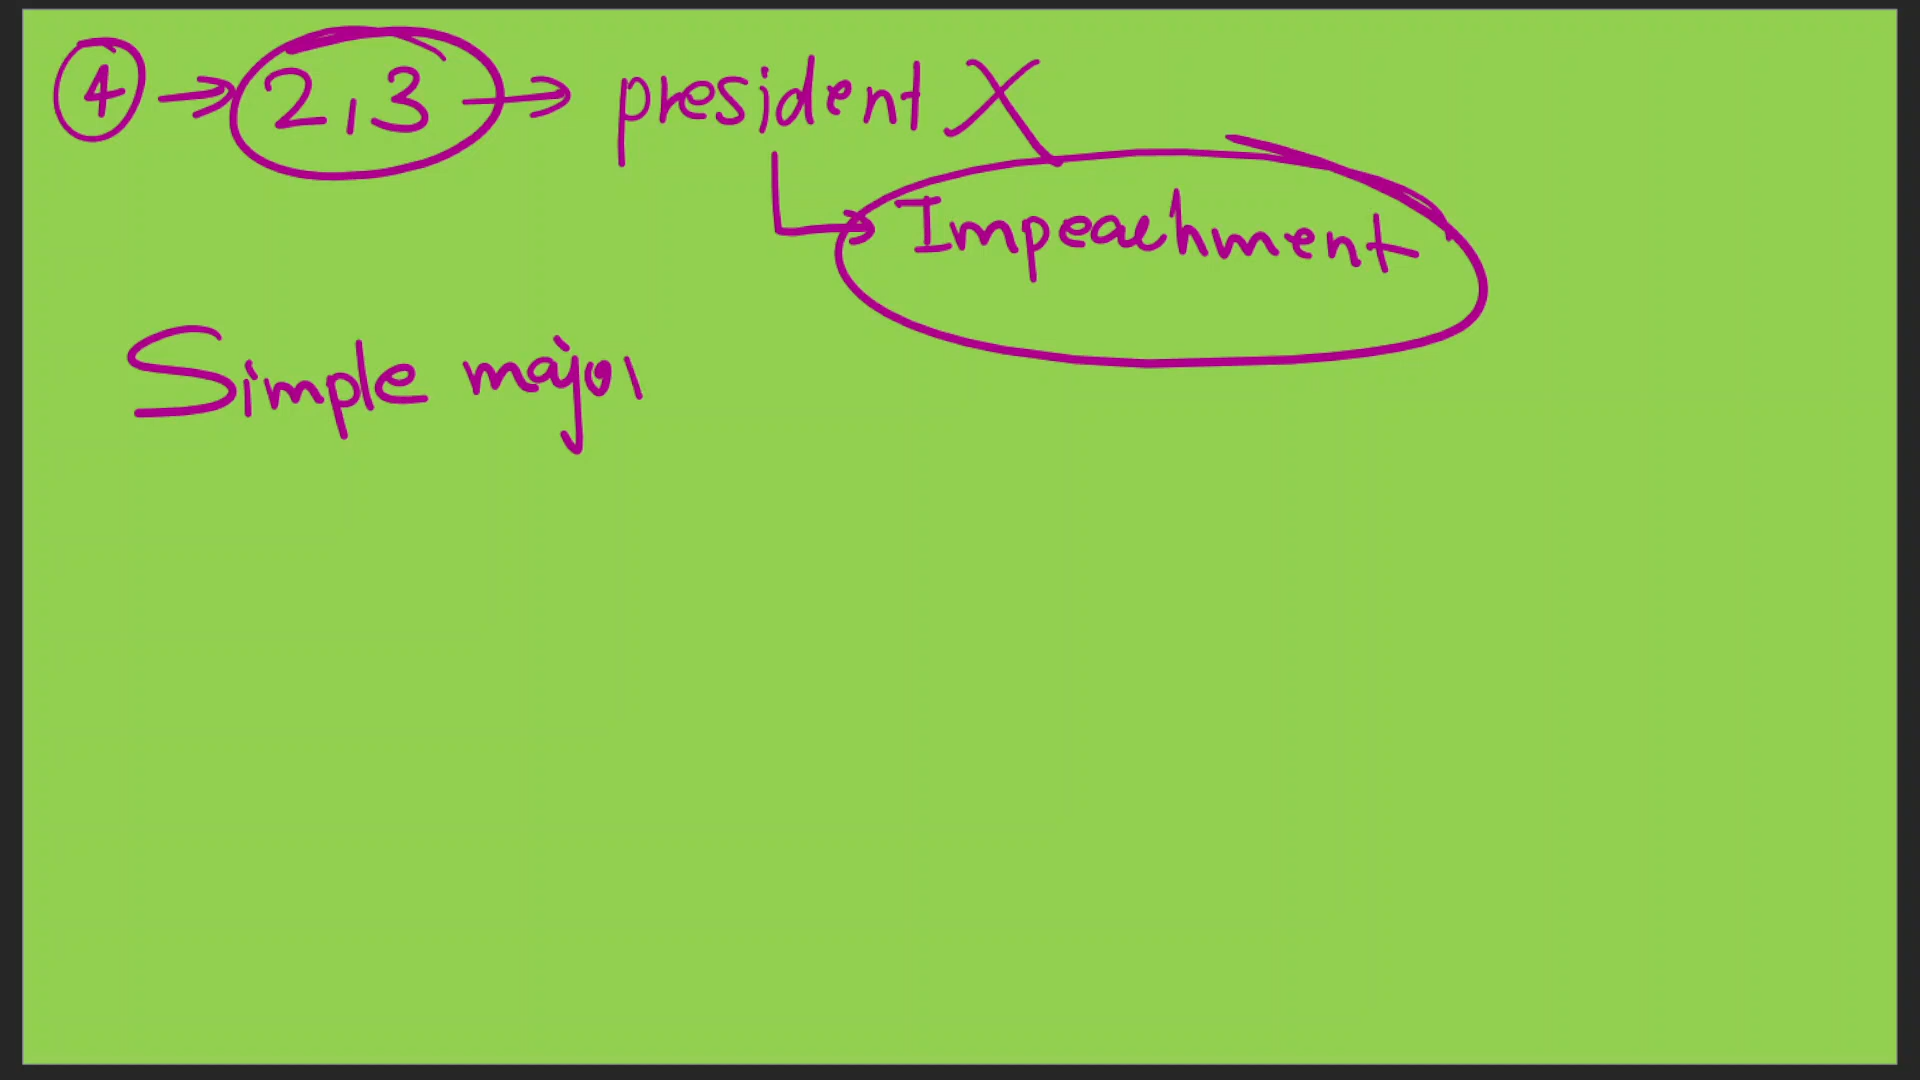 4 → 2,3 → president X
Impeachment
Simple major